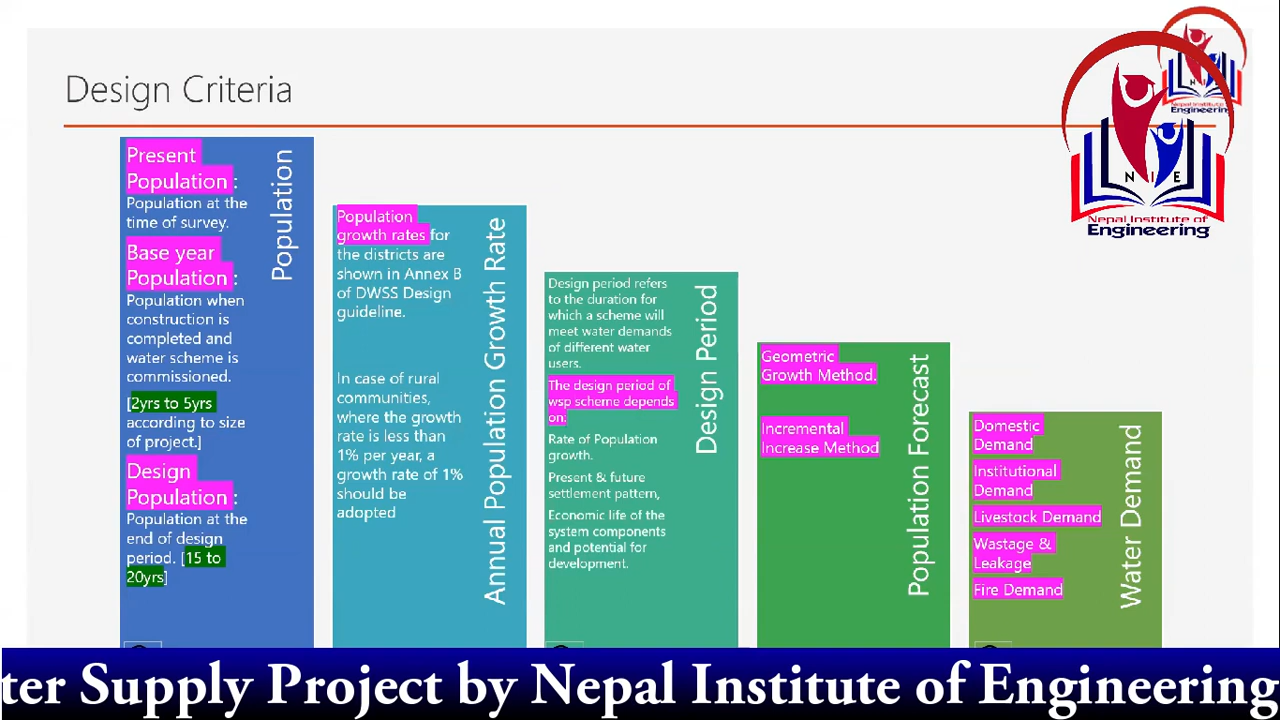 Design Criteria
Present
Population :
Population at the
time of survey.
Base year
Population :
Population when
construction is
completed and
water scheme is
commissioned.
[2yrs to 5yrs
according to size
of project.]
Design
Population :
Population at the
end of design
period. [15 to
20yrs]
Population
Population
growth rates for
the districts are
shown in Annex B
of DWSS Design
guideline.
In case of rural
communities,
where the growth
rate is less than
1% per year, a
growth rate of 1%
should be
adopted
Annual Population Growth Rate
Design period refers
to the duration for
which a scheme will
meet water demands
of different water
users.
The design period of
wsp scheme depends
on:
Rate of Population
growth.
Present & future
settlement pattern,
Economic life of the
system components
and potential for
development.
Design Period
Geometric
Growth Method.
Incremental
Increase Method
Population Forecast
Domestic
Demand
Institutional
Demand
Livestock Demand
Wastage &
Leakage
Fire Demand
Water Demand
Nepal Institute of
Engineering
N I E
Nepal Institute of
Engineering
ter Supply Project by Nepal Institute of Engineering